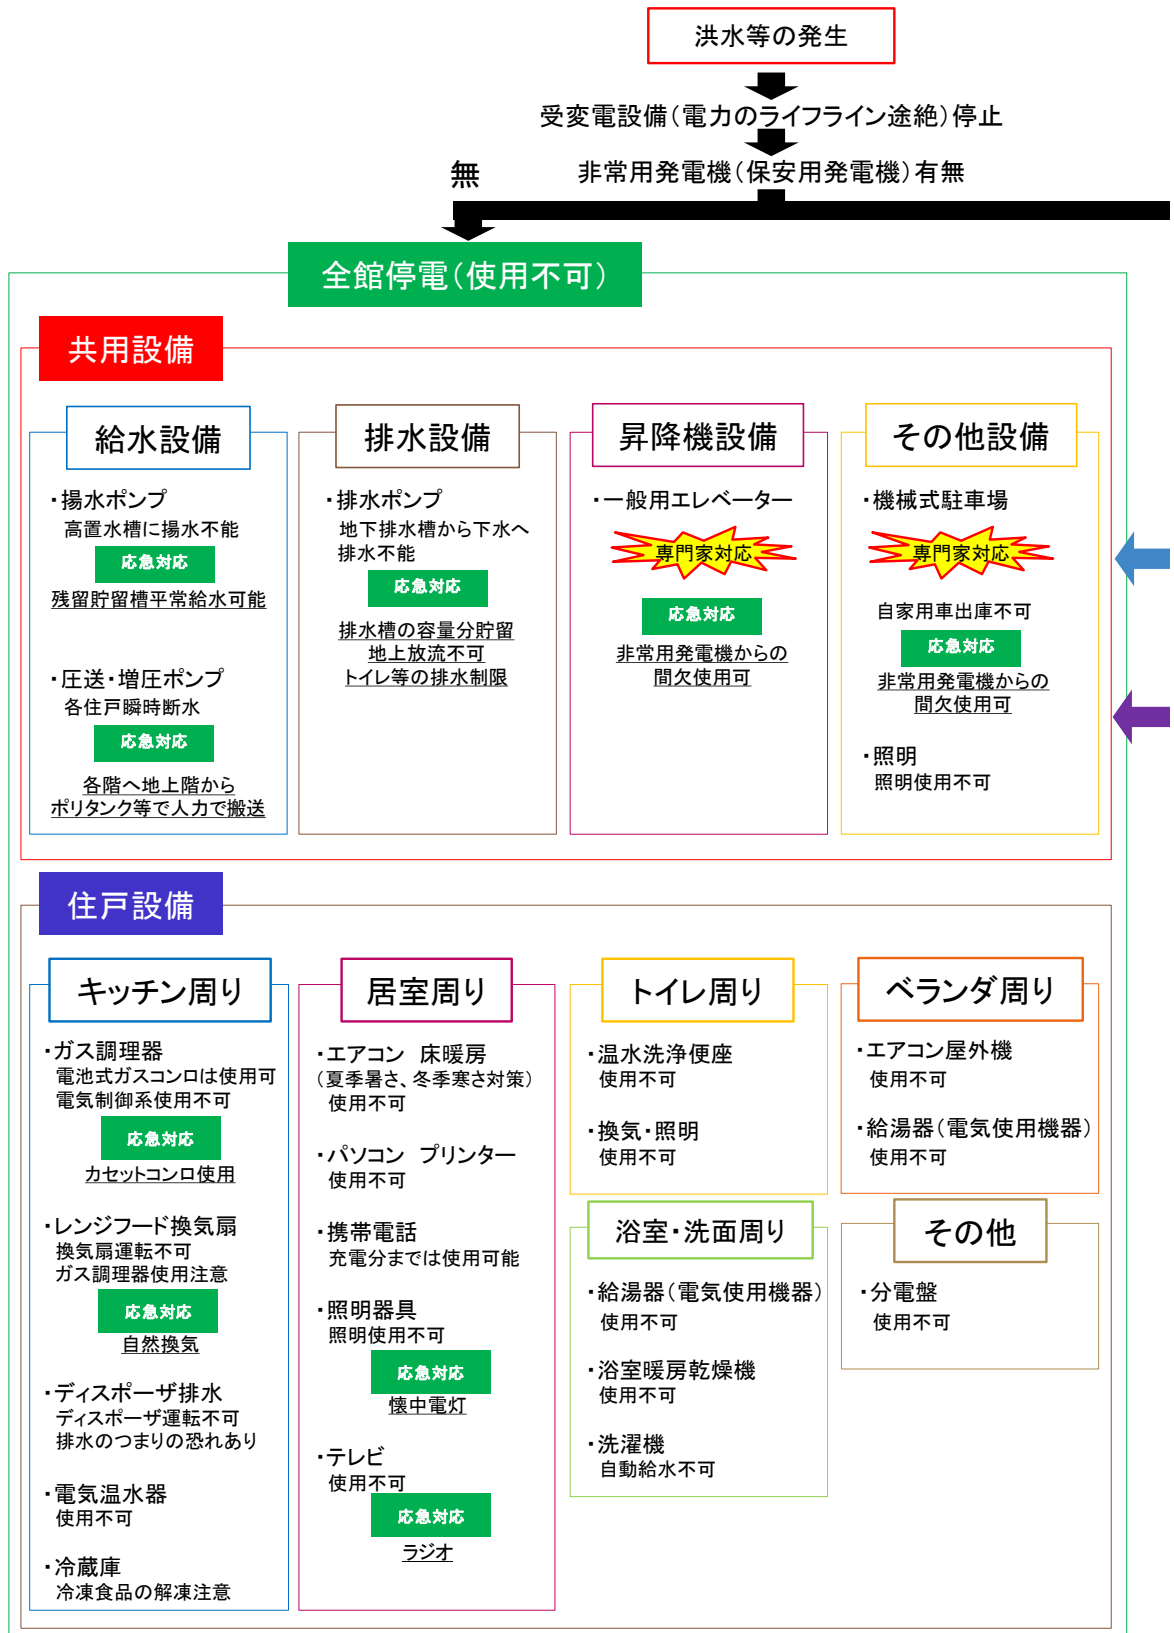 洪水等の発生
受変電設備(電力のライフライン途絶)停止
非常用発電機(保安用発電機)有無
無
全館停電(使用不可)
共用設備
給水設備
・揚水ポンプ
高置水槽に揚水不能
応急対応
残留貯留槽平常給水可能
・圧送・増圧ポンプ
各住戸瞬時断水
応急対応
各階へ地上階から
ポリタンク等で人力で搬送
排水設備
・排水ポンプ
地下排水槽から下水へ
排水不能
応急対応
排水槽の容量分貯留
地上放流不可
トイレ等の排水制限
昇降機設備
・一般用エレベーター
専門家対応
応急対応
非常用発電機からの
間欠使用可
その他設備
・機械式駐車場
専門家対応
自家用車出庫不可
応急対応
非常用発電機からの
間欠使用可
・照明
照明使用不可
住戸設備
キッチン周り
・ガス調理器
電池式ガスコンロは使用可
電気制御系使用不可
応急対応
カセットコンロ使用
・レンジフード換気扇
換気扇運転不可
ガス調理器使用注意
応急対応
自然換気
・ディスポーザ排水
ディスポーザ運転不可
排水のつまりの恐れあり
・電気温水器
使用不可
・冷蔵庫
冷凍食品の解凍注意
居室周り
・エアコン 床暖房
(夏季暑さ、冬季寒さ対策)
使用不可
・パソコン プリンター
使用不可
・携帯電話
充電分までは使用可能
・照明器具
照明使用不可
応急対応
懐中電灯
・テレビ
使用不可
応急対応
ラジオ
トイレ周り
・温水洗浄便座
使用不可
・換気・照明
使用不可
浴室・洗面周り
・給湯器(電気使用機器)
使用不可
・浴室暖房乾燥機
使用不可
・洗濯機
自動給水不可
ベランダ周り
・エアコン屋外機
使用不可
・給湯器(電気使用機器)
使用不可
その他
・分電盤
使用不可